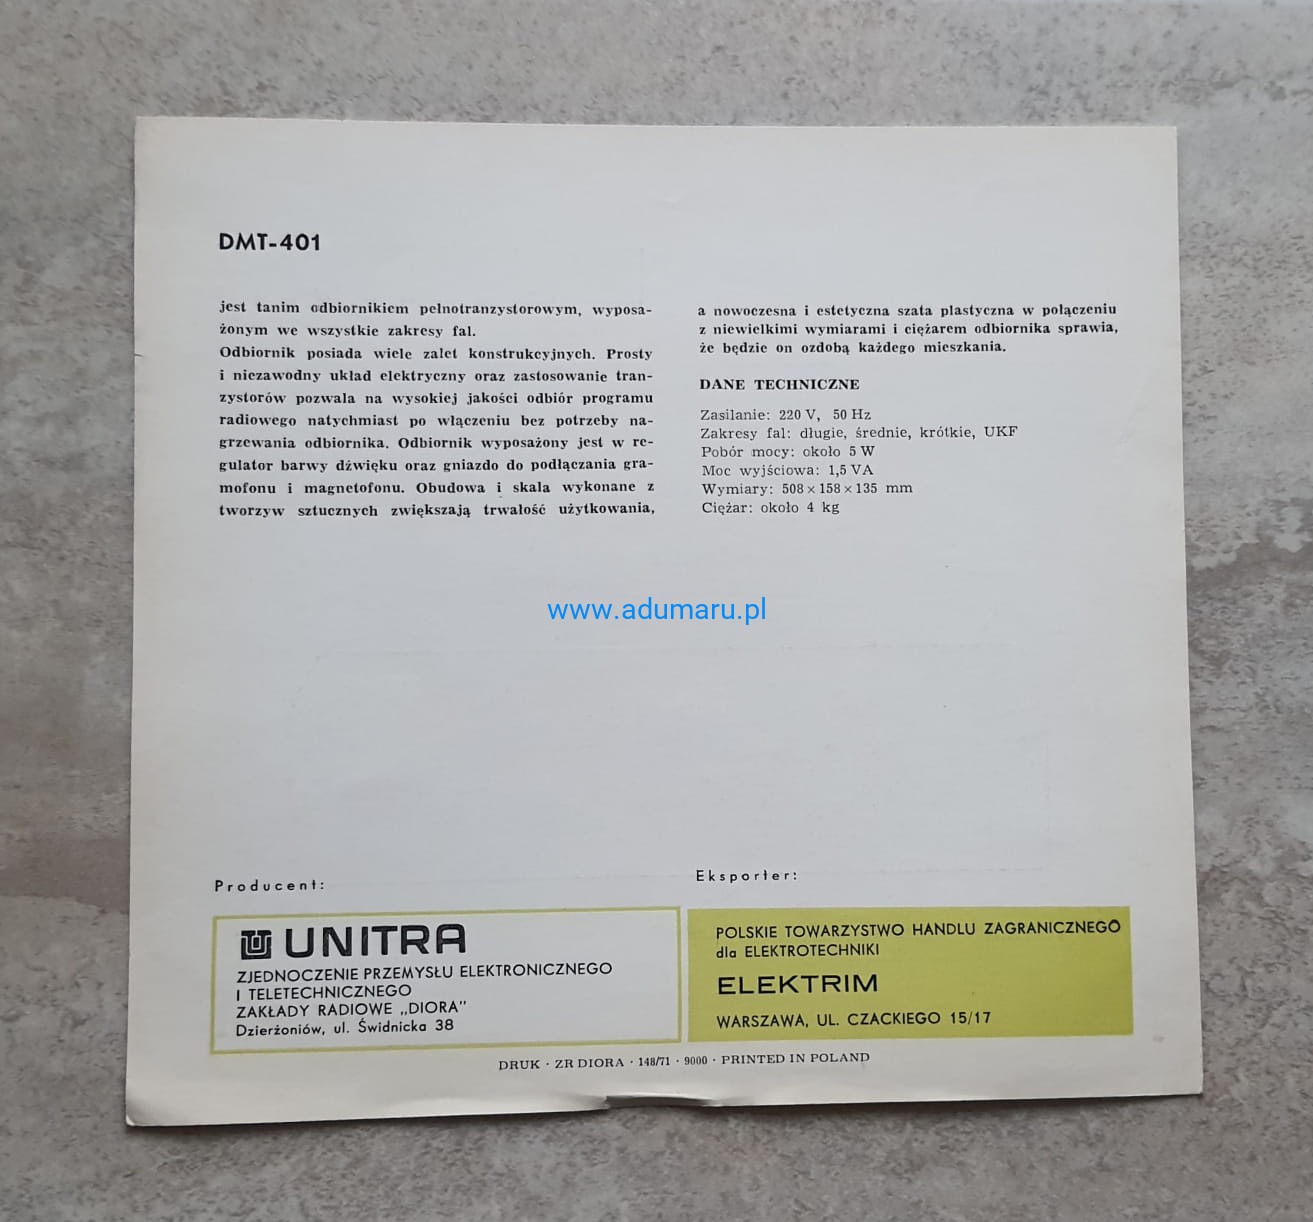 DMT-401
jest tanim odbiornikiem pełnotranzystorowym, wyposa-
żonym we wszystkie zakresy fal.
Odbiornik posiada wiele zalet konstrukcyjnych. Prosty
i niezawodny układ elektryczny oraz zastosowanie tran-
zystorów pozwala na wysokiej jakości odbiór programu
radiowego natychmiast po włączeniu bez potrzeby na-
grzewania odbiornika. Odbiornik wyposażony jest w re-
gulator barwy dźwięku oraz gniazdo do podłączania gra-
mofonu i magnetofonu. Obudowa i skala wykonane z
tworzyw sztucznych zwiększają trwałość użytkowania,
a nowoczesna i estetyczna szata plastyczna w połączeniu
z niewielkimi wymiarami i ciężarem odbiornika sprawia,
że będzie on ozdobą każdego mieszkania.
DANE TECHNICZNE
Zasilanie: 220 V, 50 Hz
Zakresy fal: długie, średnie, krótkie, UKF
Pobór mocy: około 5 W
Moc wyjściowa: 1,5 VA
Wymiary: 508 × 158 × 135 mm
Ciężar: około 4 kg
www.adumaru.pl
Producent:
UNITRA
ZJEDNOCZENIE PRZEMYSŁU ELEKTRONICZNEGO
I TELETECHNICZNEGO
ZAKŁADY RADIOWE „DIORA"
Dzierżoniów, ul. Świdnicka 38
Eksporter:
POLSKIE TOWARZYSTWO HANDLU ZAGRANICZNEGO
dla ELEKTROTECHNIKI
ELEKTRIM
WARSZAWA, UL. CZACKIEGO 15/17
DRUK · ZR DIORA · 148/71 · 9000 · PRINTED IN POLAND